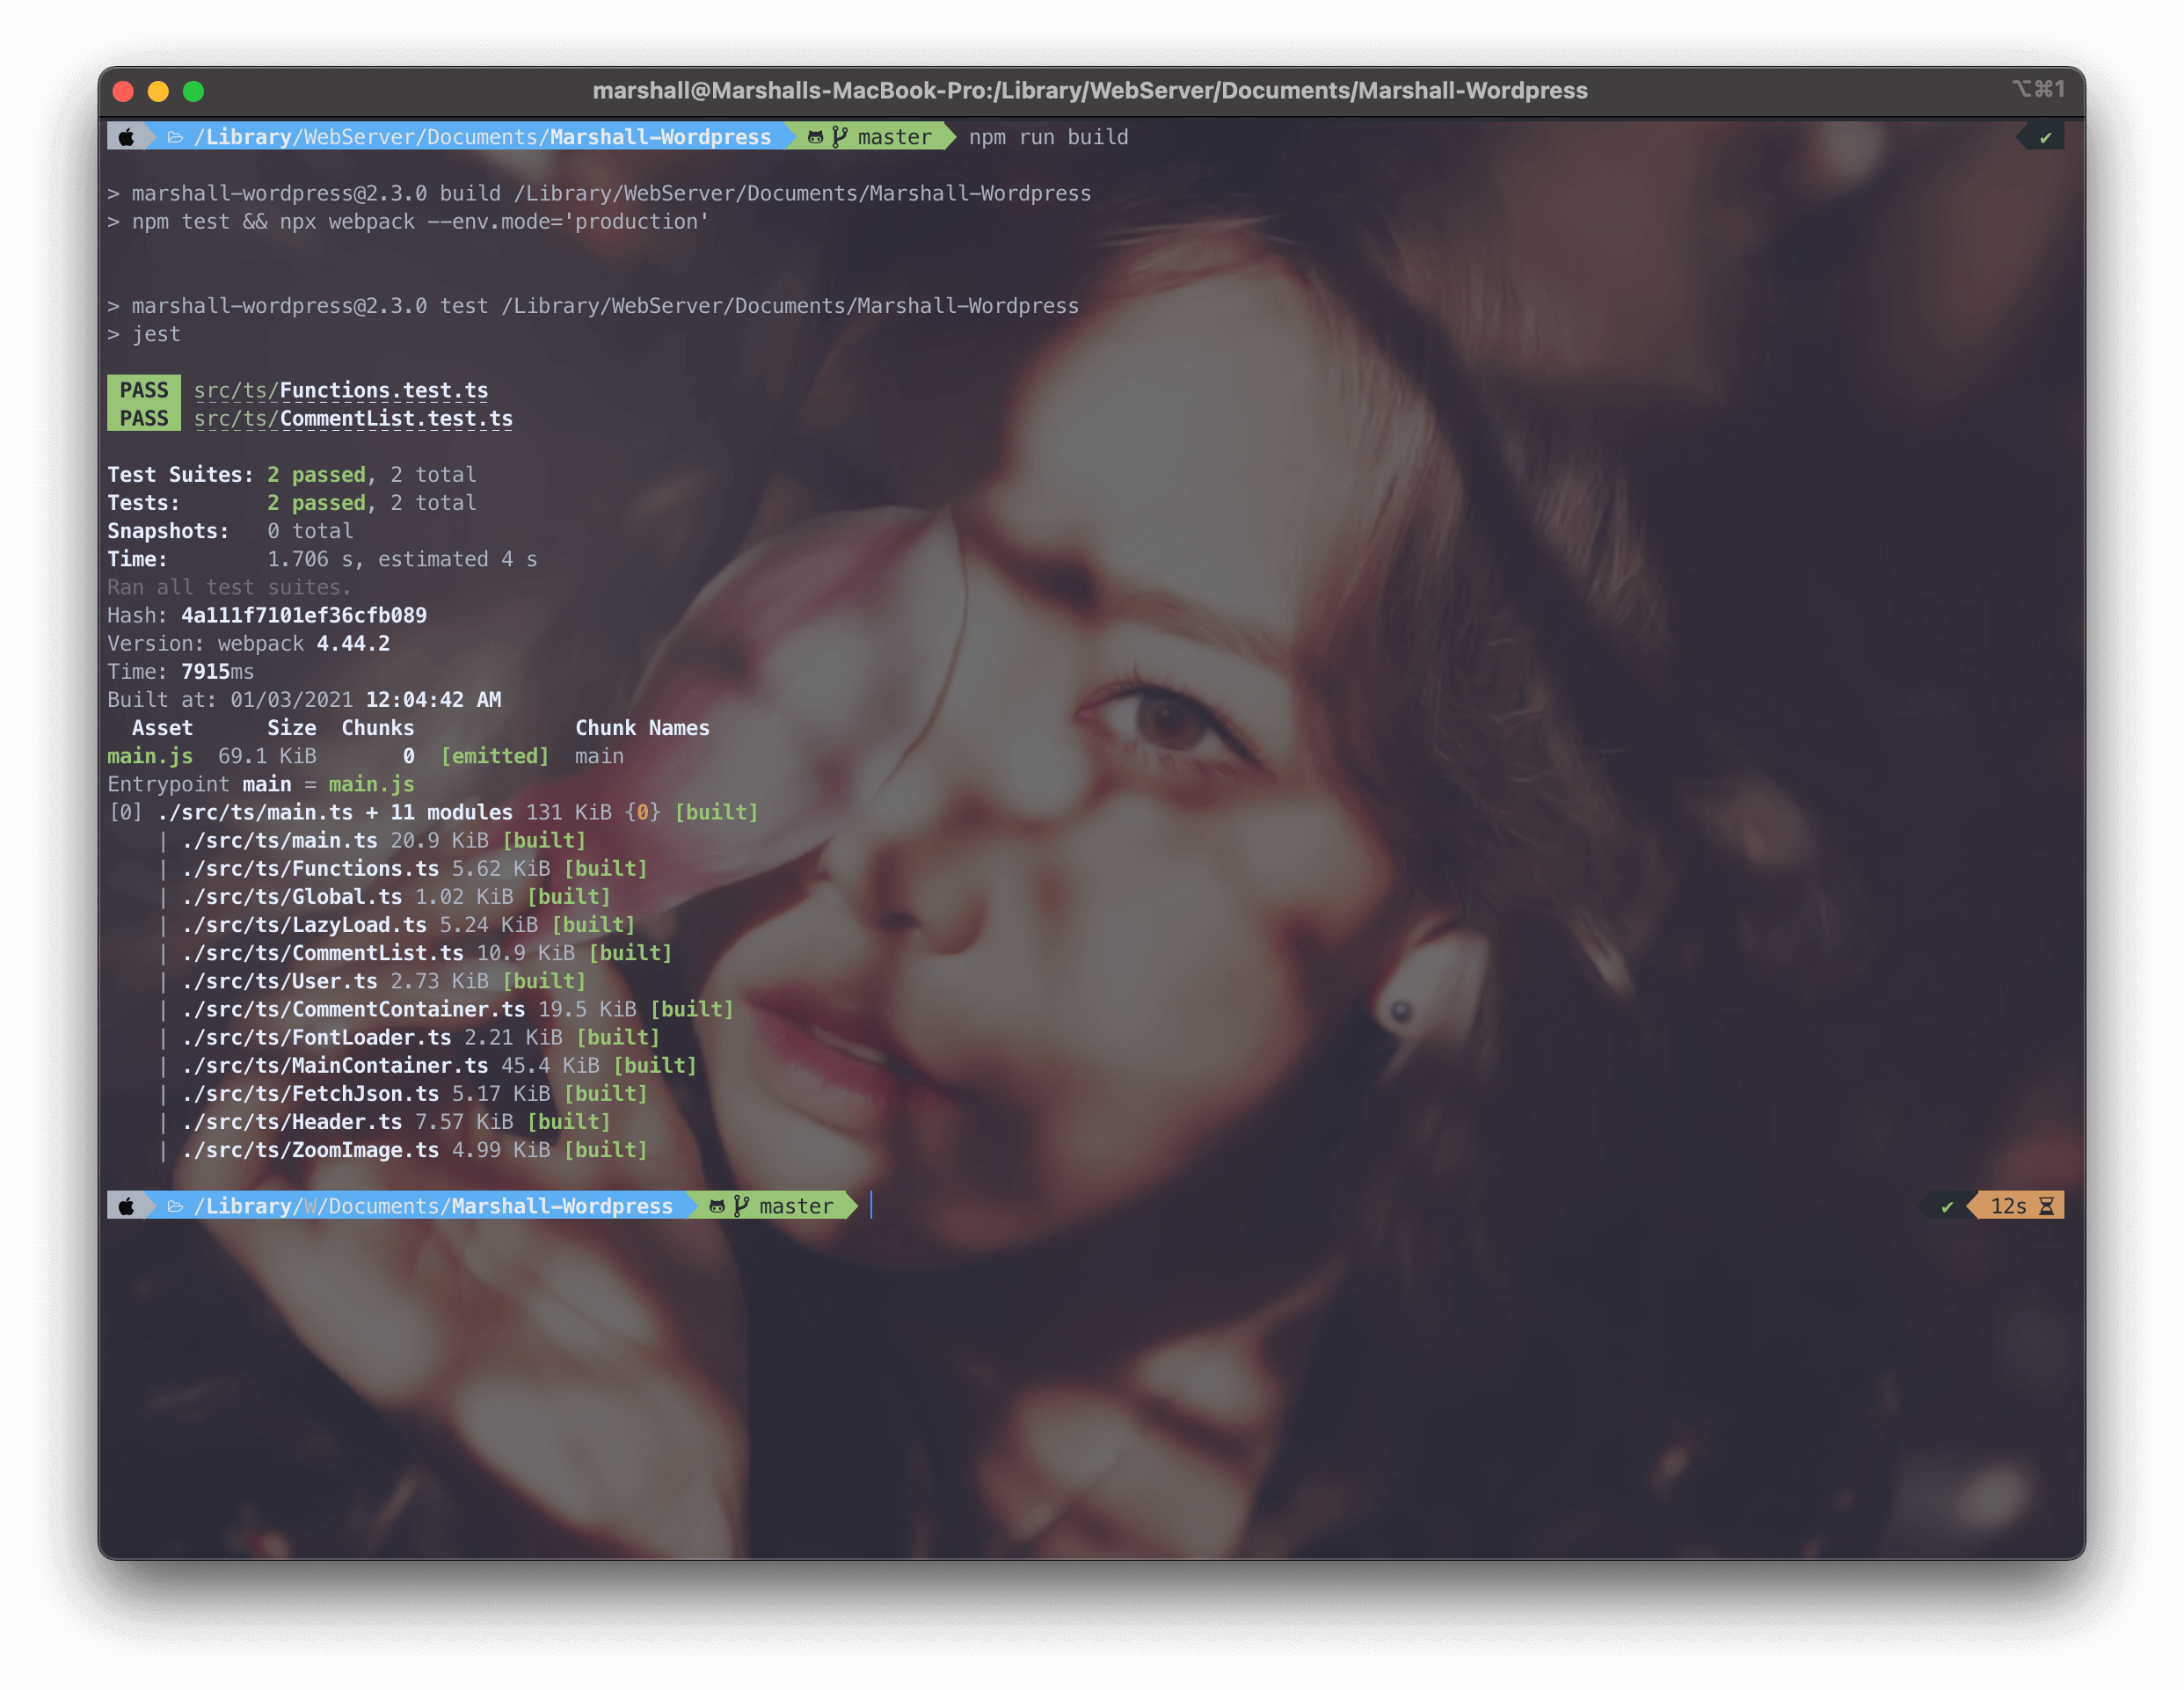 marshall@Marshalls-MacBook-Pro:/Library/WebServer/Documents/Marshall-Wordpress ⌥⌘1
/Library/WebServer/Documents/Marshall-Wordpress master npm run build ✔
> marshall-wordpress@2.3.0 build /Library/WebServer/Documents/Marshall-Wordpress
> npm test && npx webpack --env.mode='production'
> marshall-wordpress@2.3.0 test /Library/WebServer/Documents/Marshall-Wordpress
> jest
PASS src/ts/Functions.test.ts
PASS src/ts/CommentList.test.ts
Test Suites: 2 passed, 2 total
Tests: 2 passed, 2 total
Snapshots: 0 total
Time: 1.706 s, estimated 4 s
Ran all test suites.
Hash: 4a111f7101ef36cfb089
Version: webpack 4.44.2
Time: 7915ms
Built at: 01/03/2021 12:04:42 AM
Asset Size Chunks Chunk Names
main.js 69.1 KiB 0 [emitted] main
Entrypoint main = main.js
[0] ./src/ts/main.ts + 11 modules 131 KiB {0} [built]
| ./src/ts/main.ts 20.9 KiB [built]
| ./src/ts/Functions.ts 5.62 KiB [built]
| ./src/ts/Global.ts 1.02 KiB [built]
| ./src/ts/LazyLoad.ts 5.24 KiB [built]
| ./src/ts/CommentList.ts 10.9 KiB [built]
| ./src/ts/User.ts 2.73 KiB [built]
| ./src/ts/CommentContainer.ts 19.5 KiB [built]
| ./src/ts/FontLoader.ts 2.21 KiB [built]
| ./src/ts/MainContainer.ts 45.4 KiB [built]
| ./src/ts/FetchJson.ts 5.17 KiB [built]
| ./src/ts/Header.ts 7.57 KiB [built]
| ./src/ts/ZoomImage.ts 4.99 KiB [built]
/Library/W/Documents/Marshall-Wordpress master ✔ 12s